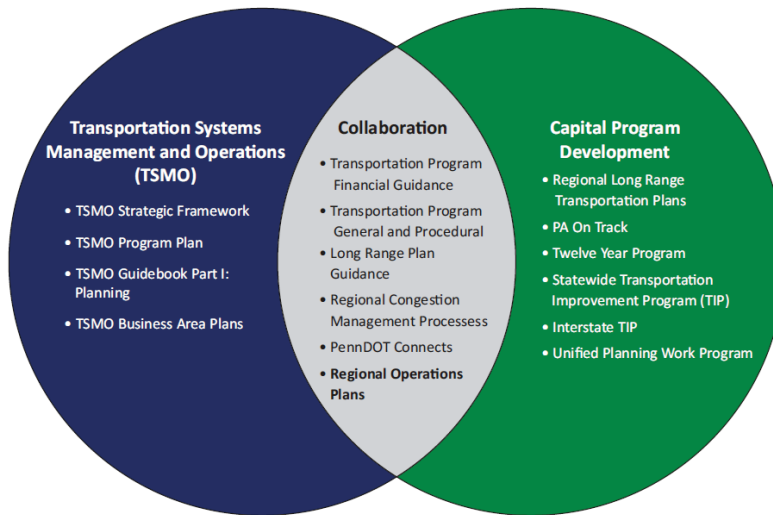 Transportation Systems
Management and Operations
(TSMO)
• TSMO Strategic Framework
• TSMO Program Plan
• TSMO Guidebook Part I:
Planning
• TSMO Business Area Plans
Collaboration
• Transportation Program
Financial Guidance
• Transportation Program
General and Procedural
• Long Range Plan
Guidance
• Regional Congestion
Management Processess
• PennDOT Connects
• Regional Operations
Plans
Capital Program
Development
• Regional Long Range
Transportation Plans
• PA On Track
• Twelve Year Program
• Statewide Transportation
Improvement Program (TIP)
• Interstate TIP
• Unified Planning Work Program